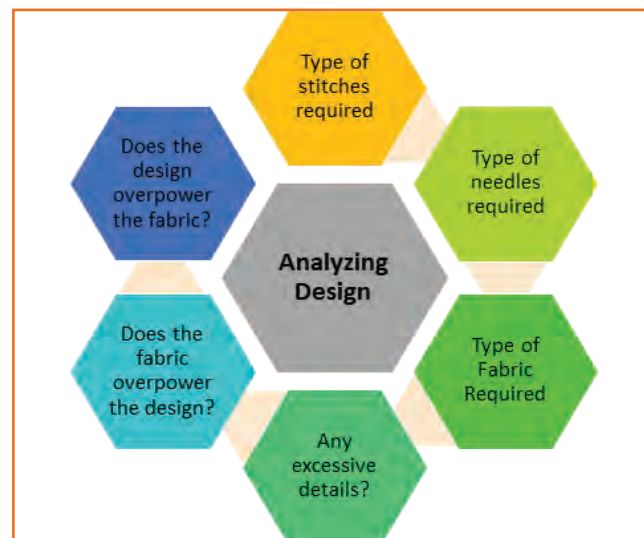 Type of
stitches
required
Type of
needles
required
Type of
Fabric
Required
Any
excessive
details?
Does the
fabric
overpower
the design?
Does the
design
overpower
the fabric?
Analyzing
Design